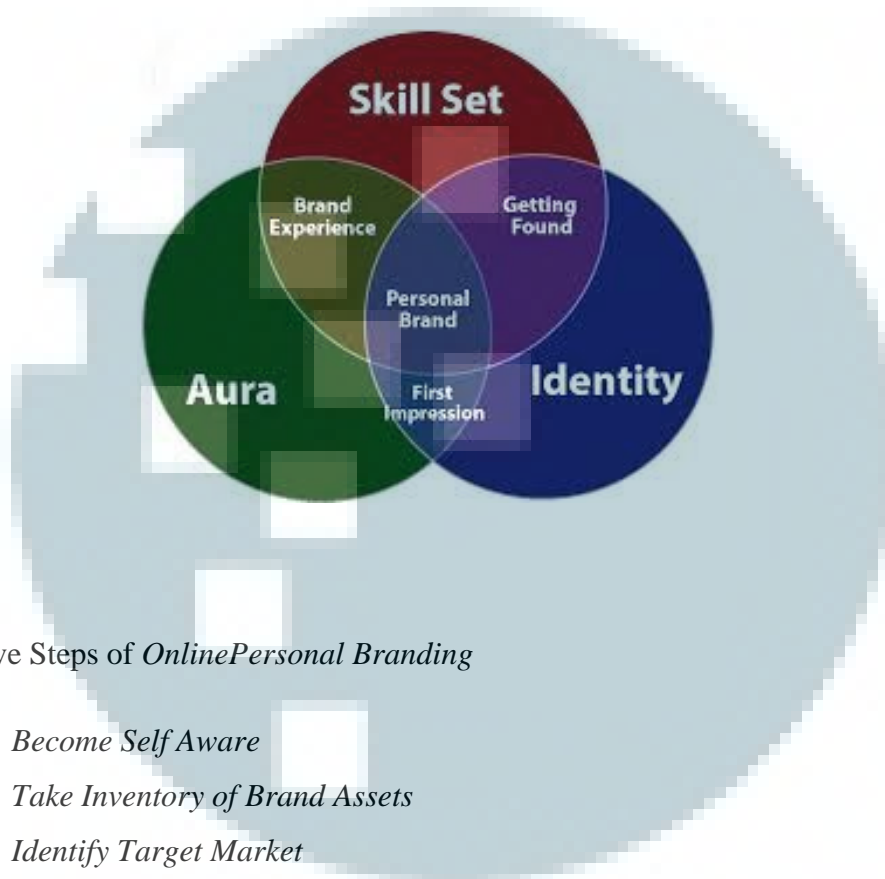 Skill Set
Brand
Experience
Getting
Found
Personal
Brand
Aura
Identity
First
Impression
ve Steps of OnlinePersonal Branding
Become Self Aware
Take Inventory of Brand Assets
Identify Target Market